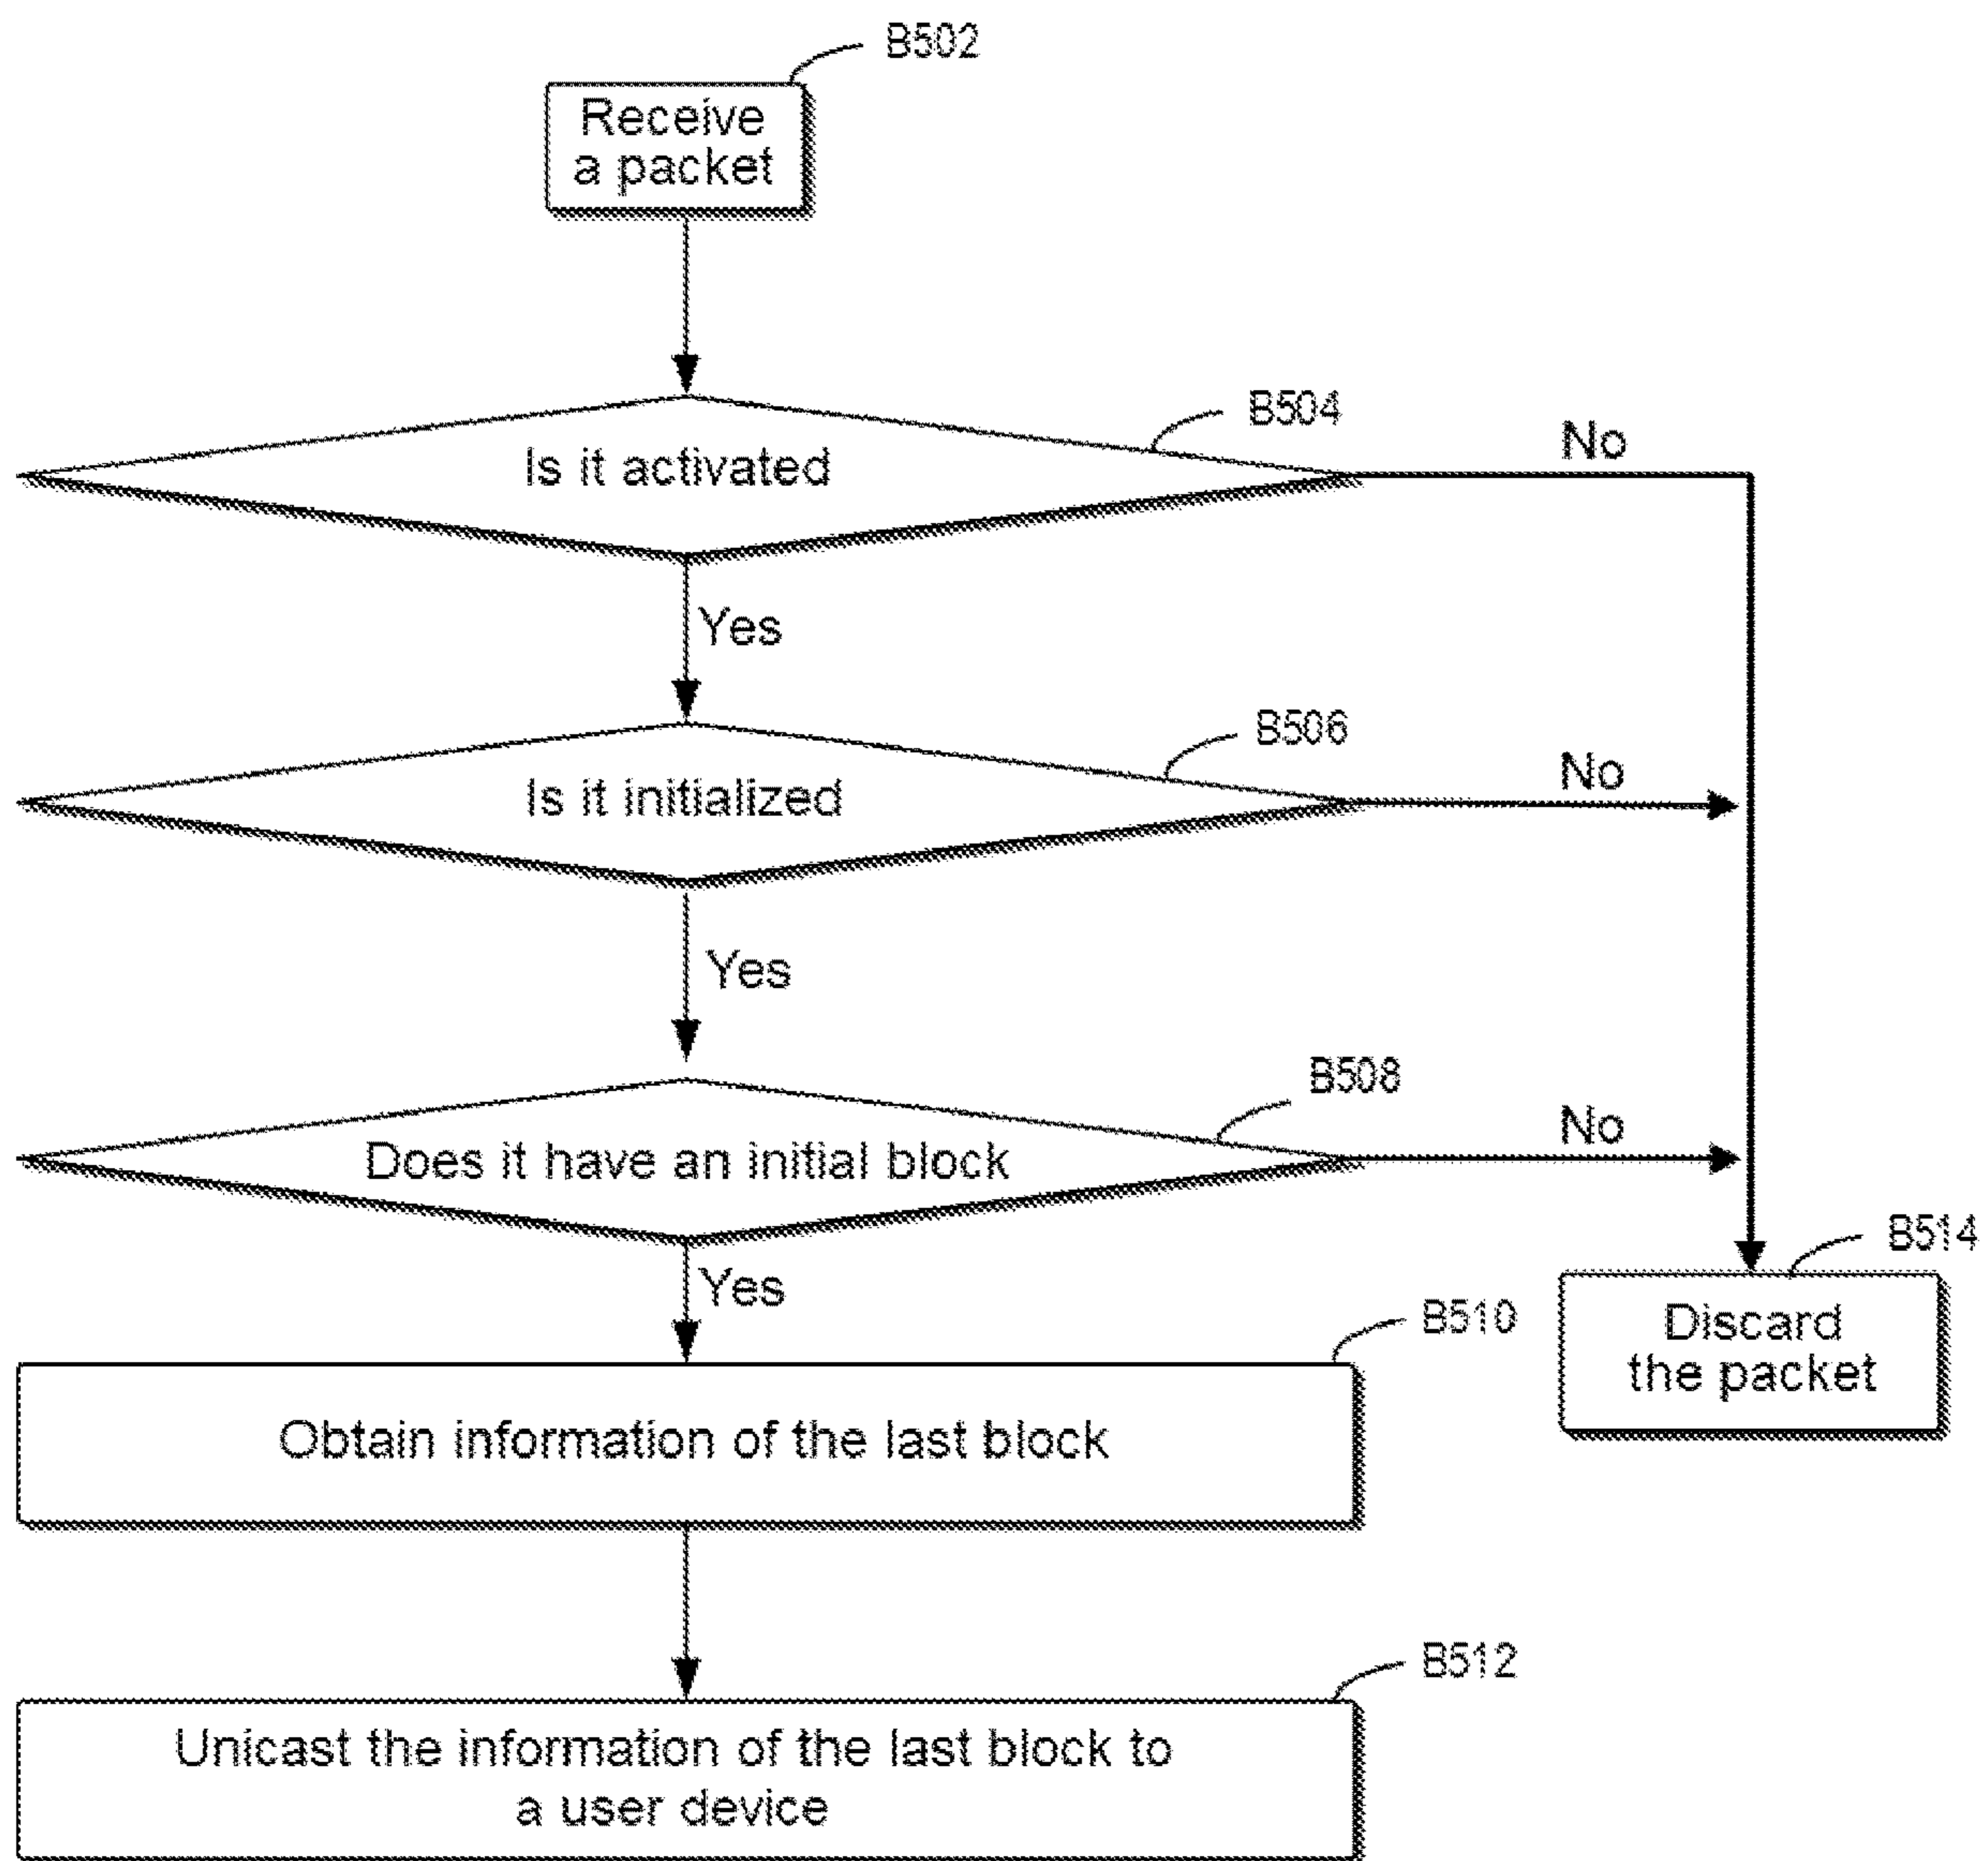 B502
Receive
a packet
B504
No
Is it activated
Yes
B506
No
Is it initialized
Yes
B508
No
Does it have an initial block
B514
Yes
Discard
the packet
B510
Obtain information of the last block
B512
Unicast the information of the last block to
a user device